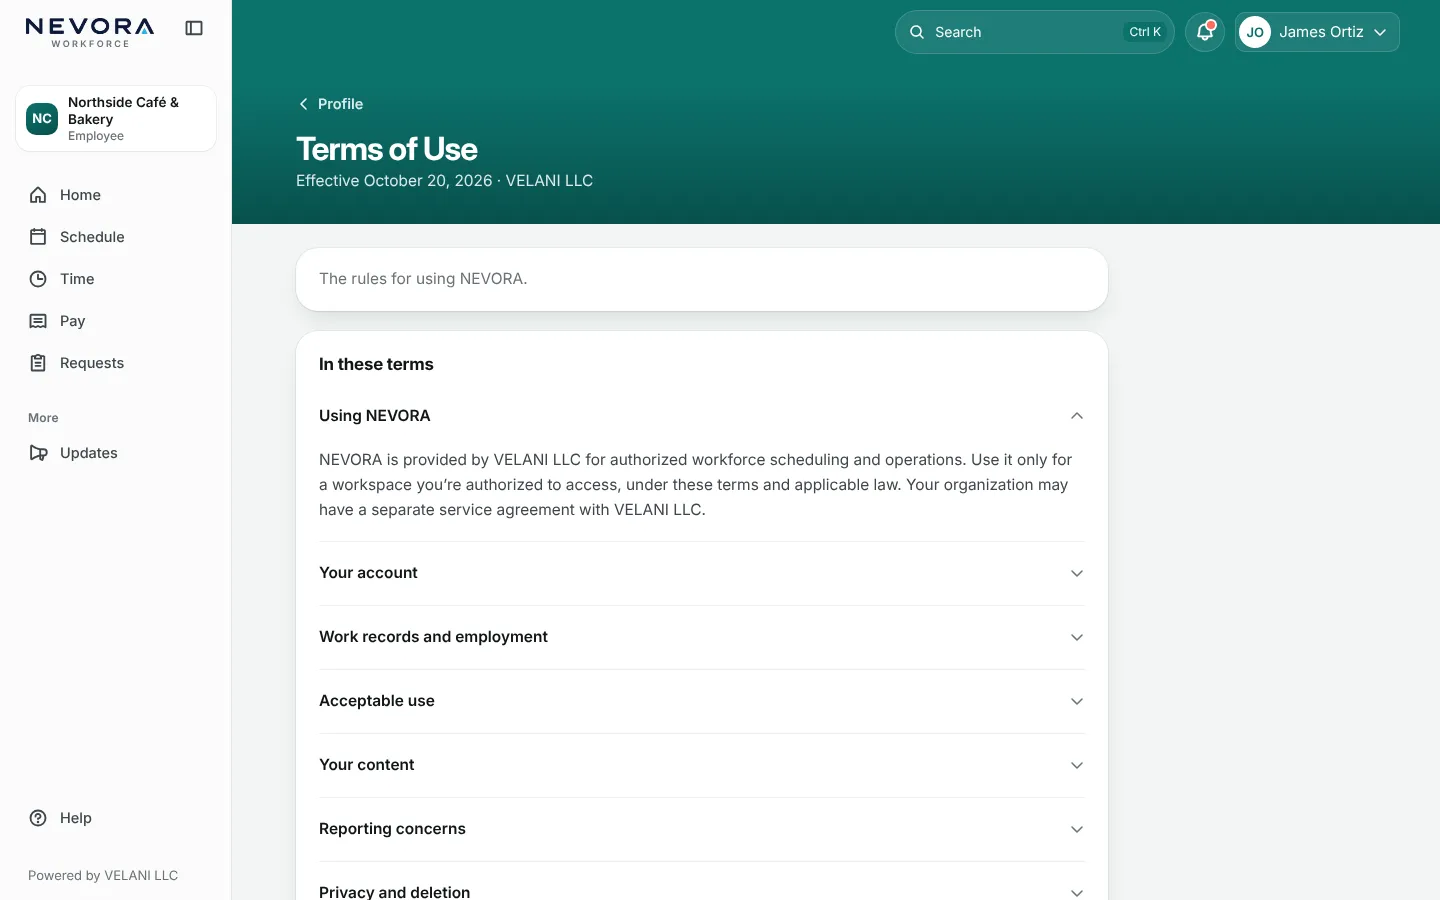 NEVORA
WORKFORCE
Search
Ctrl K
JO
James Ortiz
NC
Northside Café &
Bakery
Employee
Home
Schedule
Time
Pay
Requests
More
Updates
Help
Powered by VELANI LLC
Profile
Terms of Use
Effective October 20, 2026 · VELANI LLC
The rules for using NEVORA.
In these terms
Using NEVORA
NEVORA is provided by VELANI LLC for authorized workforce scheduling and operations. Use it only for
a workspace you’re authorized to access, under these terms and applicable law. Your organization may
have a separate service agreement with VELANI LLC.
Your account
Work records and employment
Acceptable use
Your content
Reporting concerns
Privacy and deletion